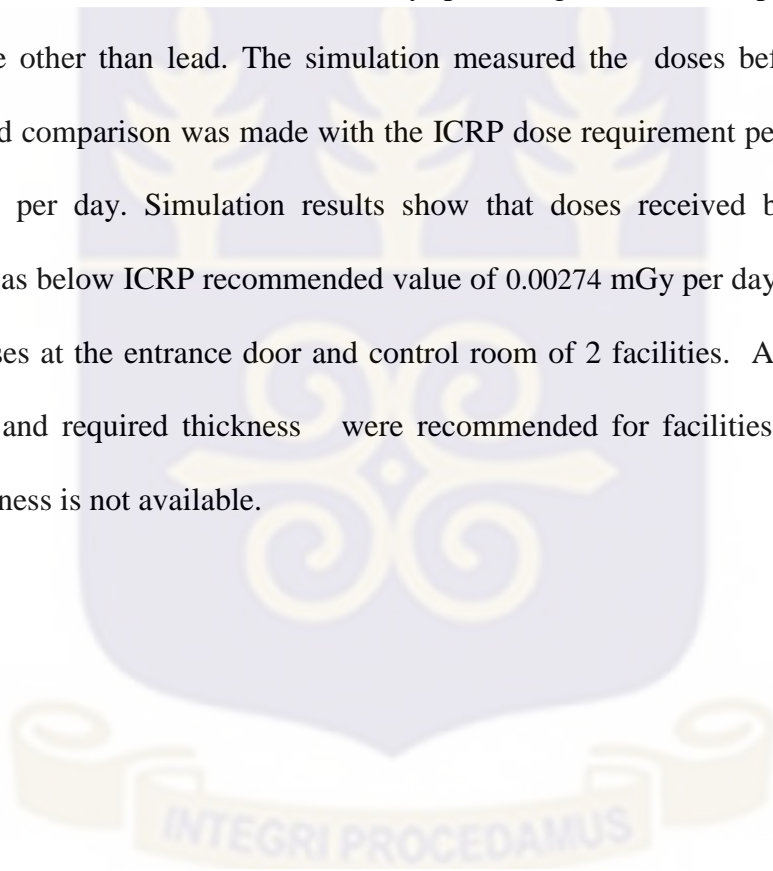 e other than lead. The simulation measured the doses bef
d comparison was made with the ICRP dose requirement pe
per day. Simulation results show that doses received b
as below ICRP recommended value of 0.00274 mGy per day
ses at the entrance door and control room of 2 facilities. A
and required thickness were recommended for facilities
ness is not available.
INTEGRI PROCEDAMUS